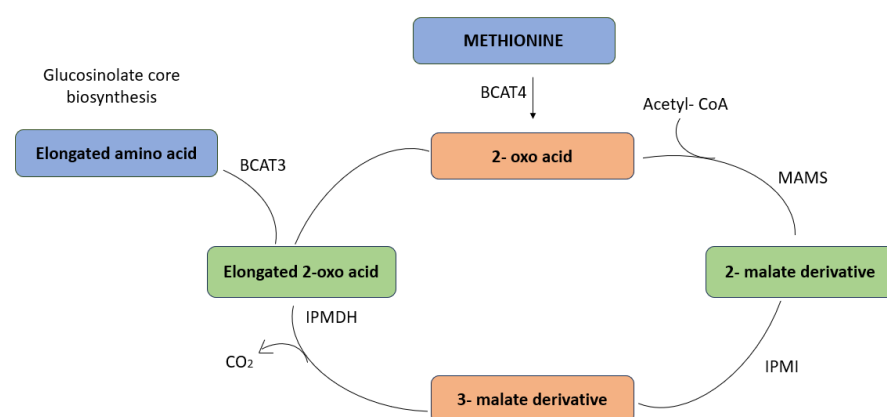 METHIONINE
Glucosinolate core
biosynthesis
BCAT4
Acetyl- CoA
Elongated amino acid
BCAT3
2- oxo acid
MAMS
Elongated 2-oxo acid
2- malate derivative
IPMDH
CO2
IPMI
3- malate derivative